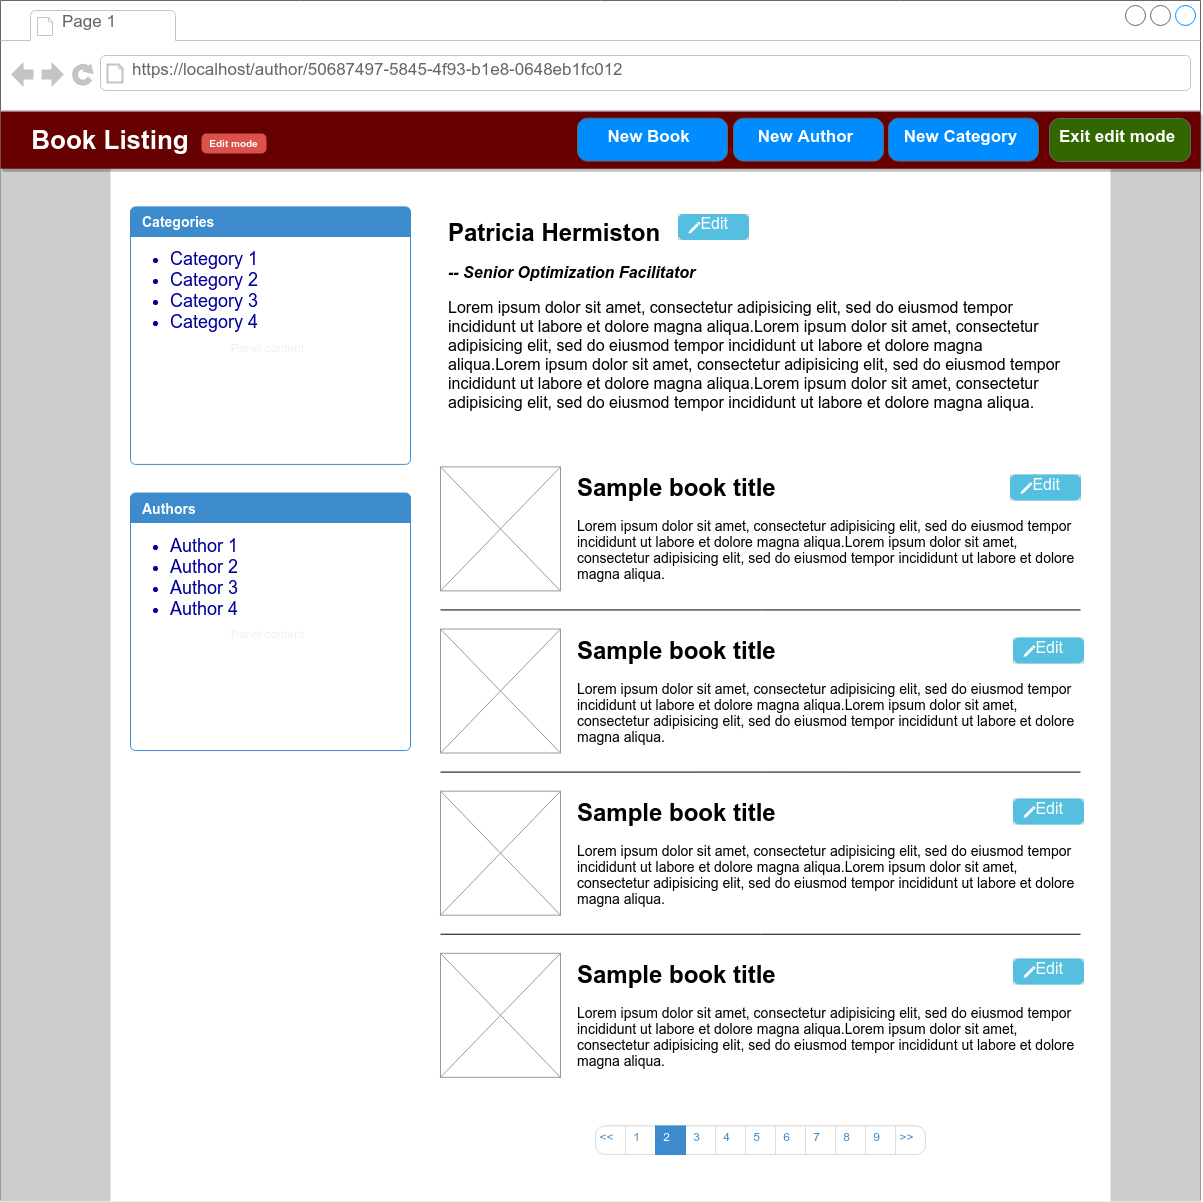 Page 1
https://localhost/author/50687497-5845-4f93-b1e8-0648eb1fc012
Book Listing Edit mode New Book New Author New Category Exit edit mode
Categories
Category 1
Category 2
Category 3
Category 4
Panel content
Authors
Author 1
Author 2
Author 3
Author 4
Panel content
Patricia Hermiston Edit
-- Senior Optimization Facilitator
Lorem ipsum dolor sit amet, consectetur adipisicing elit, sed do eiusmod tempor
incididunt ut labore et dolore magna aliqua.Lorem ipsum dolor sit amet, consectetur
adipisicing elit, sed do eiusmod tempor incididunt ut labore et dolore magna
aliqua.Lorem ipsum dolor sit amet, consectetur adipisicing elit, sed do eiusmod tempor
incididunt ut labore et dolore magna aliqua.Lorem ipsum dolor sit amet, consectetur
adipisicing elit, sed do eiusmod tempor incididunt ut labore et dolore magna aliqua.
Sample book title Edit
Lorem ipsum dolor sit amet, consectetur adipisicing elit, sed do eiusmod tempor
incididunt ut labore et dolore magna aliqua.Lorem ipsum dolor sit amet,
consectetur adipisicing elit, sed do eiusmod tempor incididunt ut labore et dolore
magna aliqua.
Sample book title Edit
Lorem ipsum dolor sit amet, consectetur adipisicing elit, sed do eiusmod tempor
incididunt ut labore et dolore magna aliqua.Lorem ipsum dolor sit amet,
consectetur adipisicing elit, sed do eiusmod tempor incididunt ut labore et dolore
magna aliqua.
Sample book title Edit
Lorem ipsum dolor sit amet, consectetur adipisicing elit, sed do eiusmod tempor
incididunt ut labore et dolore magna aliqua.Lorem ipsum dolor sit amet,
consectetur adipisicing elit, sed do eiusmod tempor incididunt ut labore et dolore
magna aliqua.
Sample book title Edit
Lorem ipsum dolor sit amet, consectetur adipisicing elit, sed do eiusmod tempor
incididunt ut labore et dolore magna aliqua.Lorem ipsum dolor sit amet,
consectetur adipisicing elit, sed do eiusmod tempor incididunt ut labore et dolore
magna aliqua.
<< 1 2 3 4 5 6 7 8 9 >>